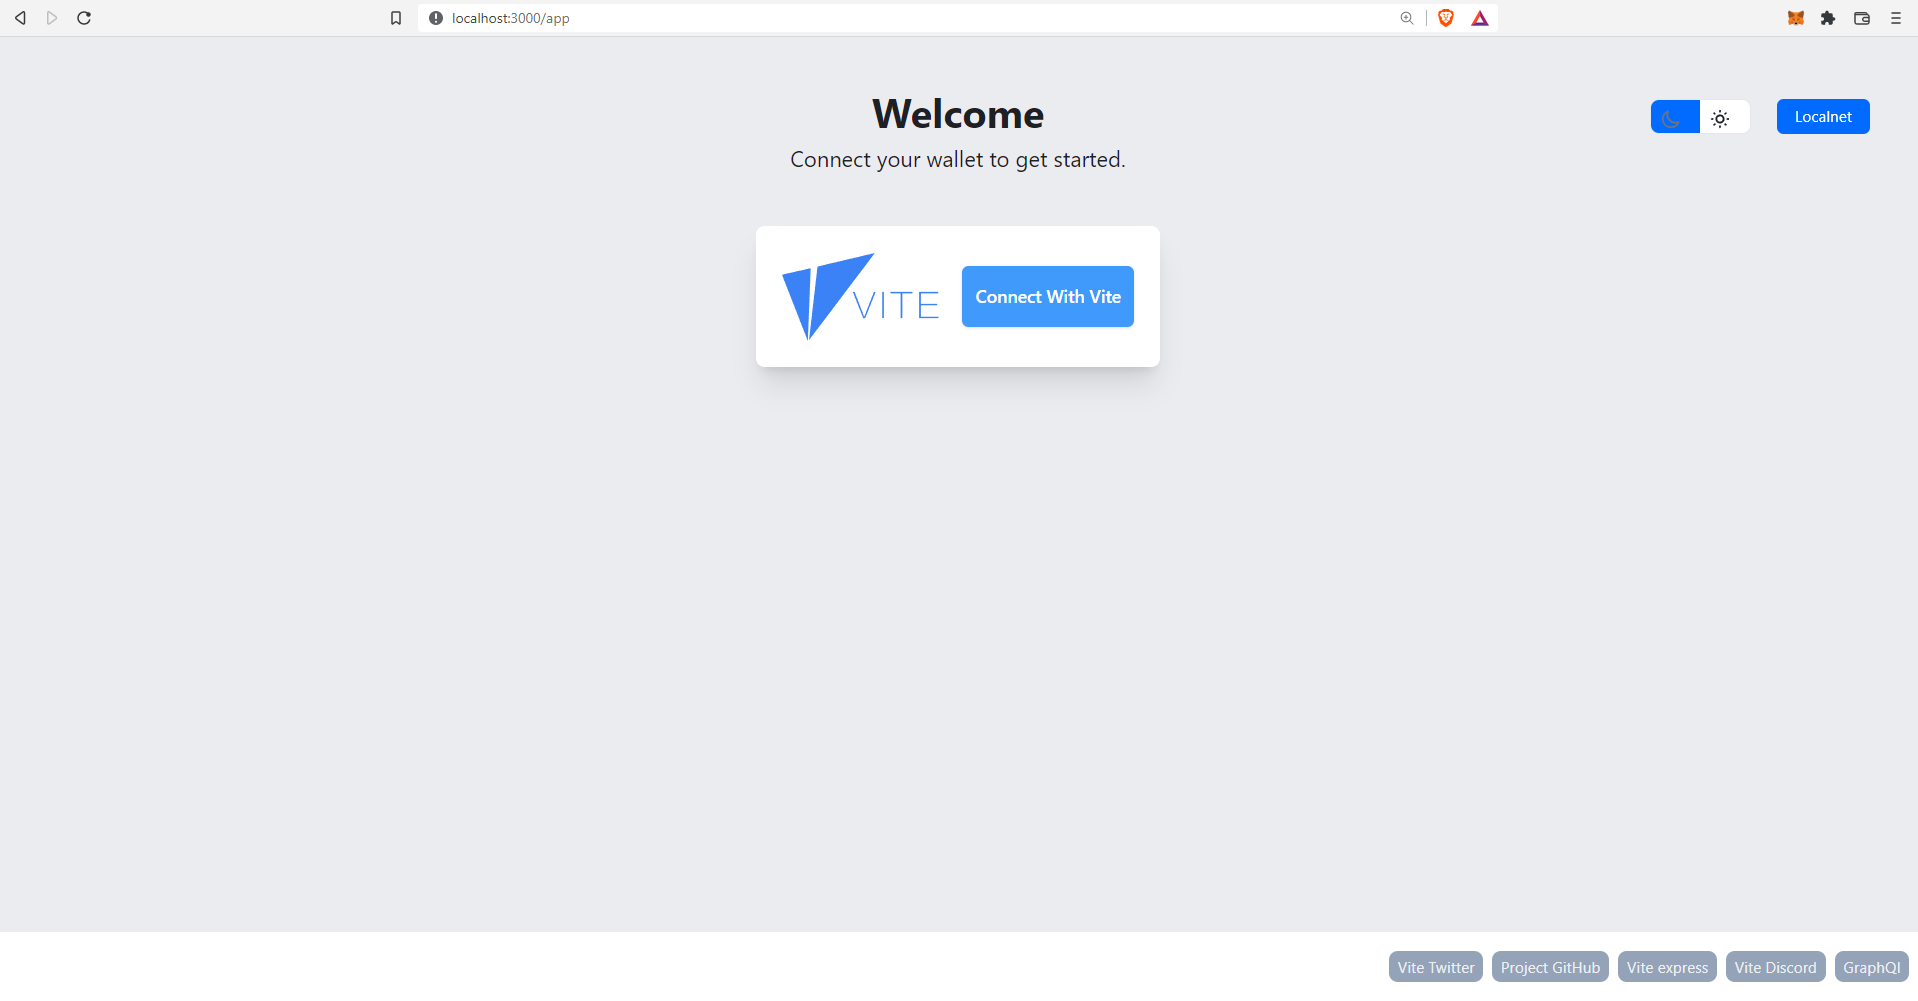 localhost:3000/app
Welcome
Localnet
Connect your wallet to get started.
VITE
Connect With Vite
Vite Twitter
Project GitHub
Vite express
Vite Discord
GraphQl